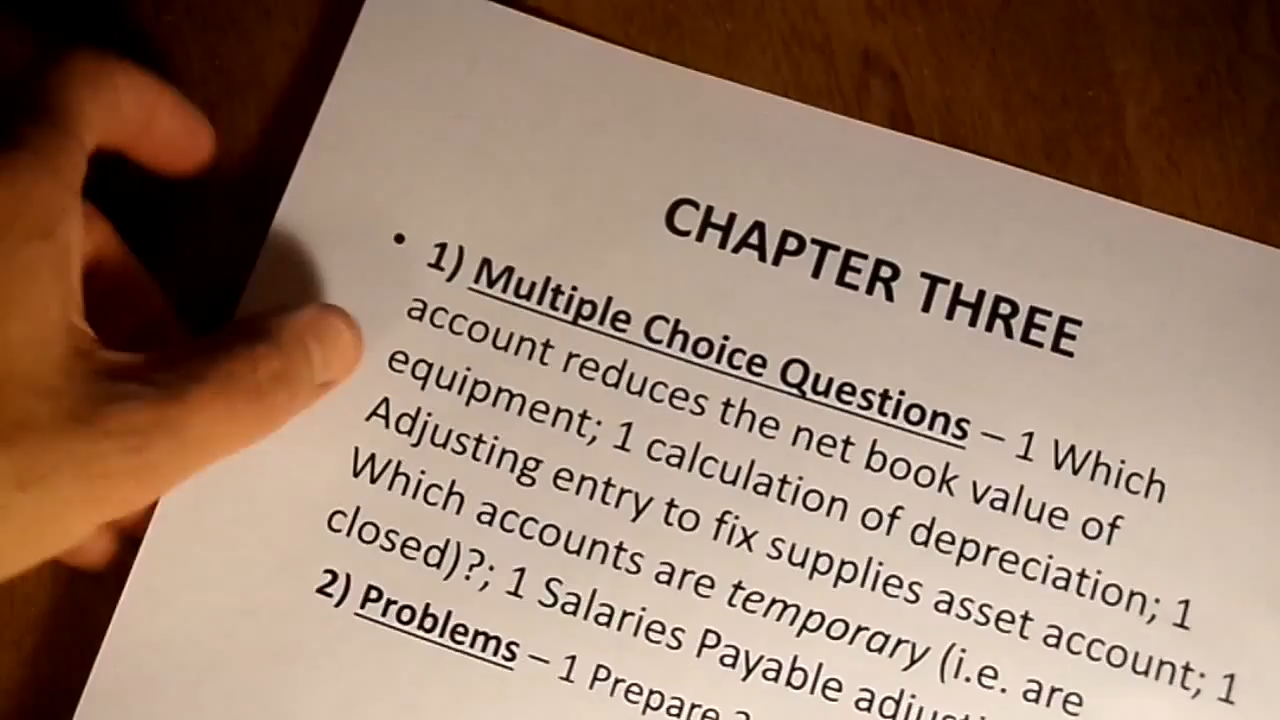 CHAPTER THREE
• 1) Multiple Choice Questions – 1 Which
account reduces the net book value of
equipment; 1 calculation of depreciation; 1
Adjusting entry to fix supplies asset account; 1
Which accounts are temporary (i.e. are
closed)?; 1 Salaries Payable
2) Problems – 1 Prepare